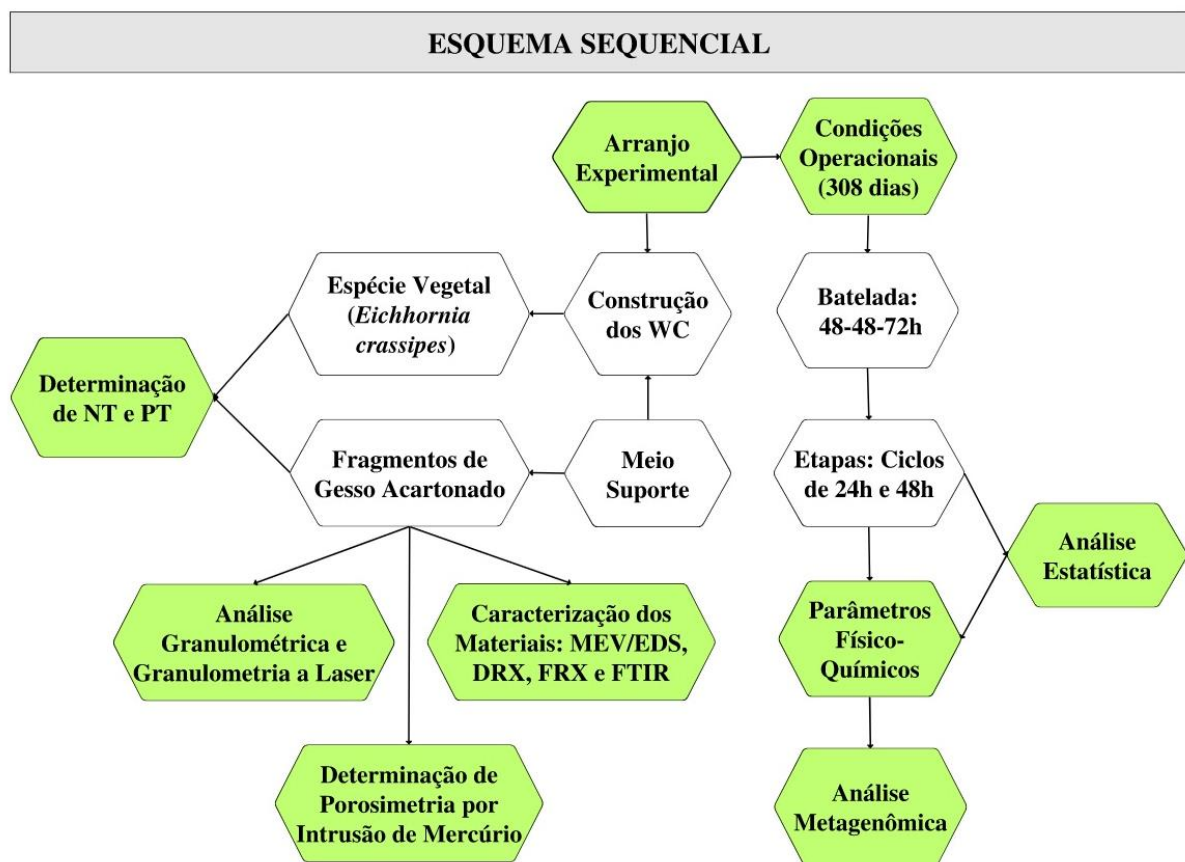 ESQUEMA SEQUENCIAL
Arranjo
Experimental
Condições
Operacionais
(308 dias)
Espécie Vegetal
(Eichhornia
crassipes)
Construção
dos WC
Batelada:
48-48-72h
Determinação
de NT e PT
Fragmentos de
Gesso Acartonado
Meio
Suporte
Etapas: Ciclos
de 24h e 48h
Análise
Estatística
Análise
Granulométrica e
Granulometria a Laser
Caracterização dos
Materiais: MEV/EDS,
DRX, FRX e FTIR
Parâmetros
Físico-
Químicos
Determinação de
Porosimetria por
Intrusão de Mercúrio
Análise
Metagenômica